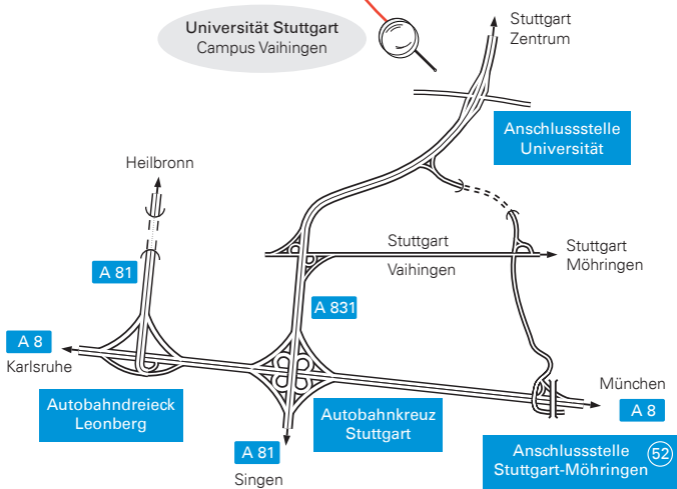 Universität Stuttgart
Campus Vaihingen
Stuttgart
Zentrum
Anschlussstelle
Universität
Heilbronn
A 81
Stuttgart
Vaihingen
Stuttgart
Möhringen
A 831
A 8
Karlsruhe
Autobahndreieck
Leonberg
Autobahnkreuz
Stuttgart
München
A 8
A 81
Singen
Anschlussstelle 52
Stuttgart-Möhringen